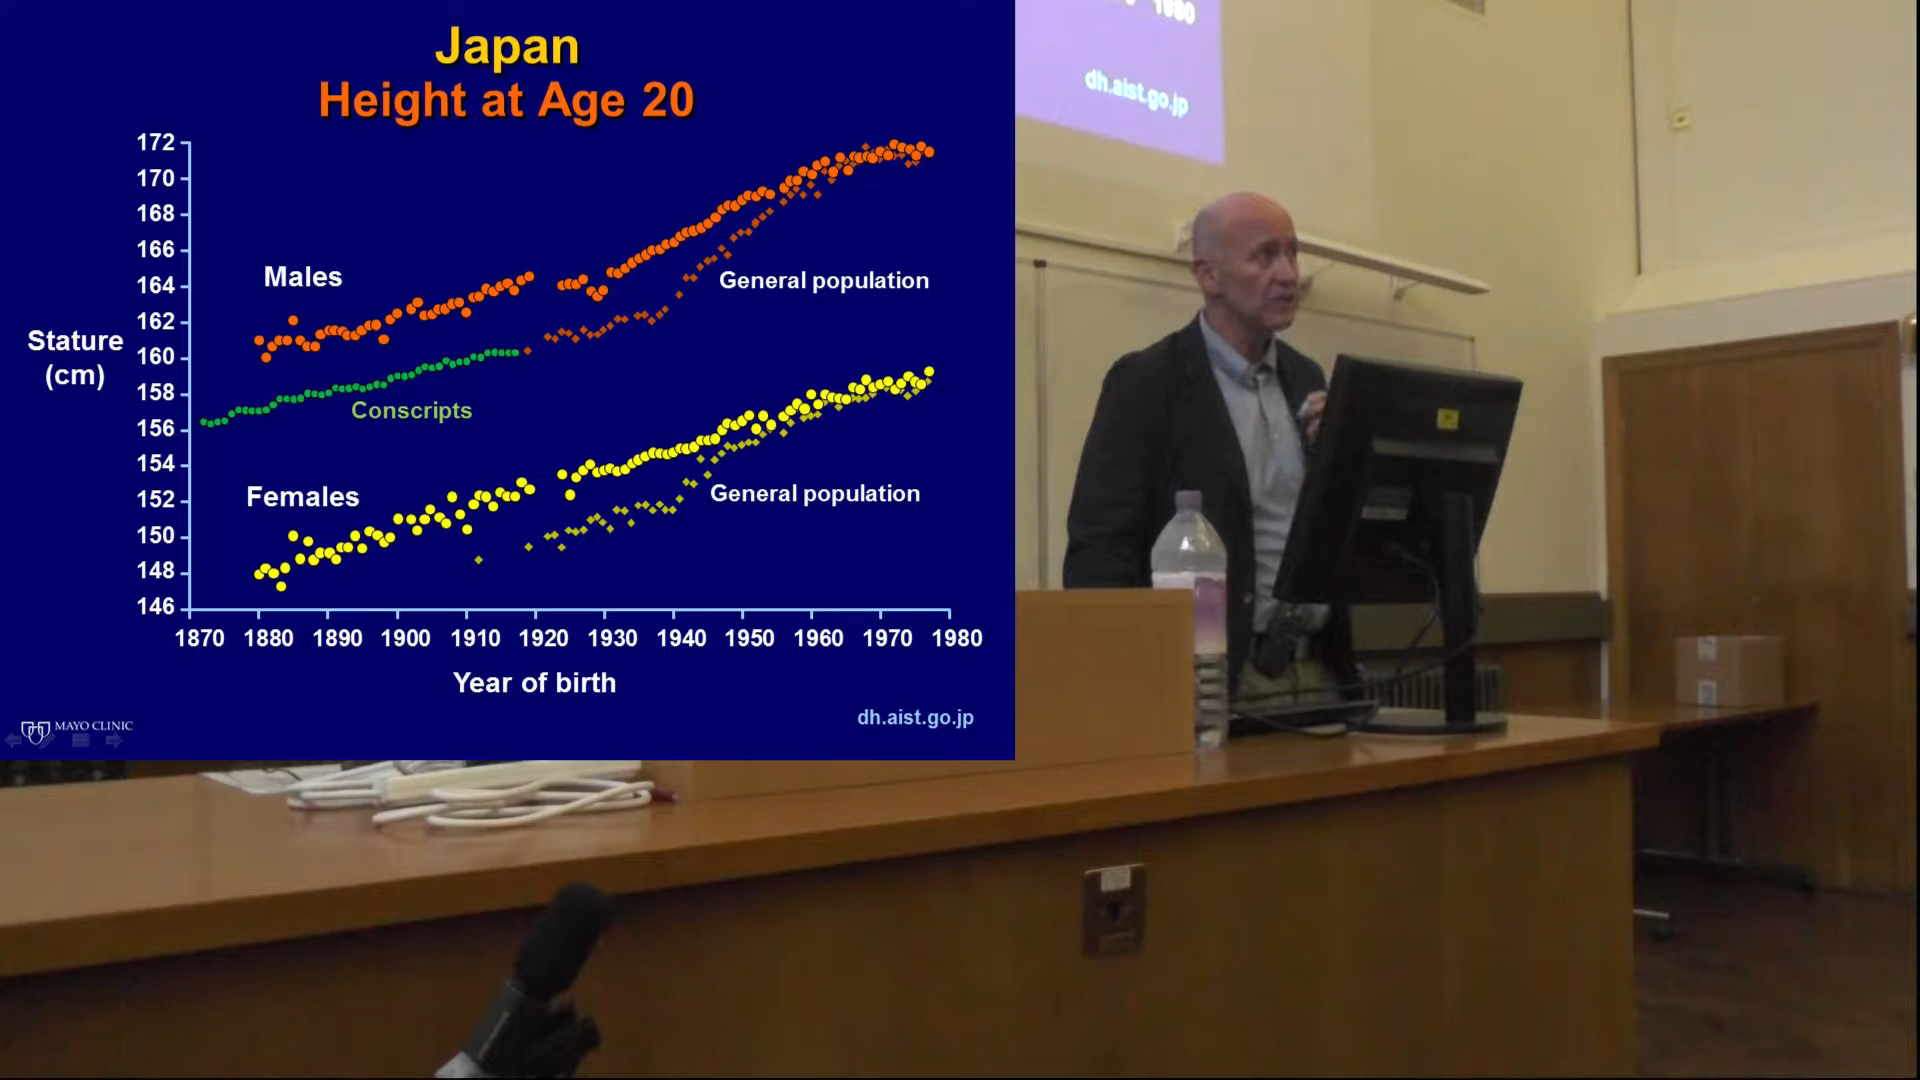 Japan
Height at Age 20
172
170
168
166
164
162
160
158
156
154
152
150
148
146
Stature
(cm)
Males
General population
Conscripts
Females
General population
1870 1880 1890 1900 1910 1920 1930 1940 1950 1960 1970 1980
Year of birth
MAYO CLINIC
dh.aist.go.jp
1980
dh.aist.go.jp